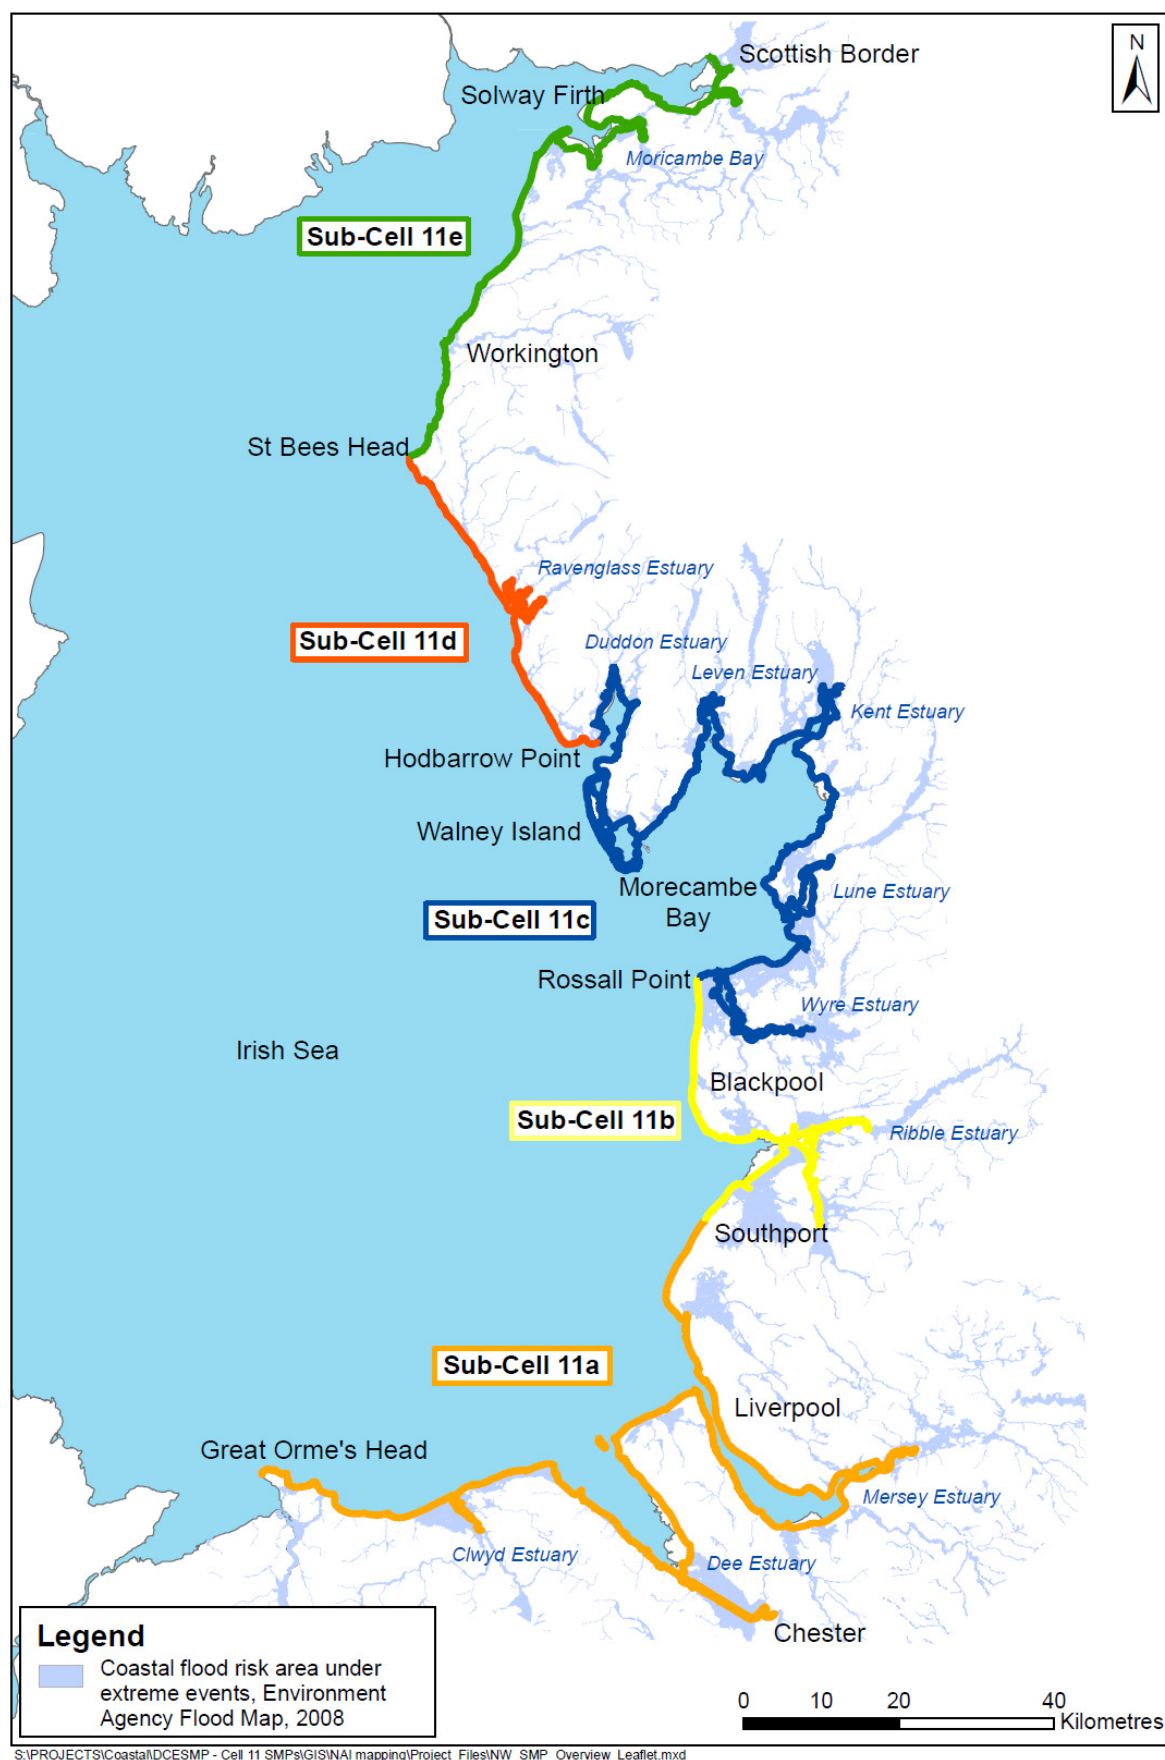 N
Scottish Border
Solway Firth
Moricambe Bay
Sub-Cell 11e
Workington
St Bees Head
Ravenglass Estuary
Sub-Cell 11d
Duddon Estuary
Leven Estuary
Kent Estuary
Hodbarrow Point
Walney Island
Morecambe
Bay
Lune Estuary
Sub-Cell 11c
Rossall Point
Wyre Estuary
Irish Sea
Blackpool
Sub-Cell 11b
Ribble Estuary
Southport
Sub-Cell 11a
Liverpool
Great Orme's Head
Mersey Estuary
Clwyd Estuary
Dee Estuary
Chester
Legend
Coastal flood risk area under
extreme events, Environment
Agency Flood Map, 2008
0 10 20 40
Kilometres
S:\PROJECTS\Coastal\DCESMP - Cell 11 SMPs\GIS\NAI mapping\Project_Files\NW_SMP_Overview_Leaflet.mxd